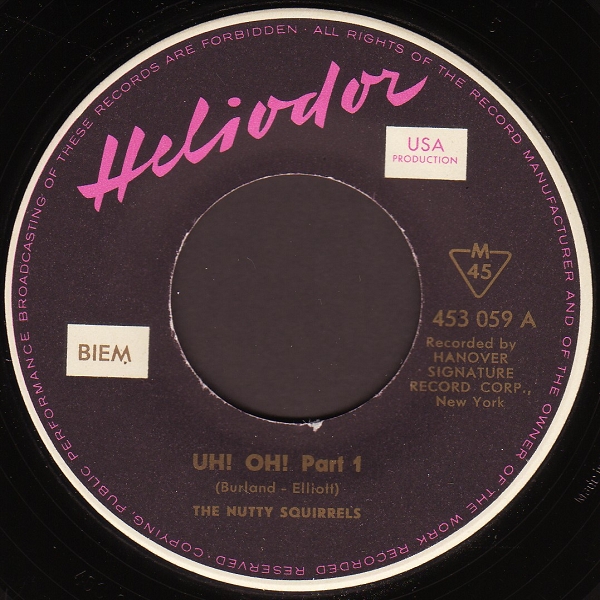 ALL RIGHTS OF THE RECORD MANUFACTURER AND OF THE OWNER OF THE WORK RECORDED RESERVED · COPYING, PUBLIC PERFORMANCE BROADCASTING OF THESE RECORDS ARE FORBIDDEN ·
Heliodor
USA
PRODUCTION
M
45
453 059 A
BIEM
Recorded by
HANOVER
SIGNATURE
RECORD CORP.,
New York
UH! OH! Part 1
(Burland - Elliott)
THE NUTTY SQUIRRELS